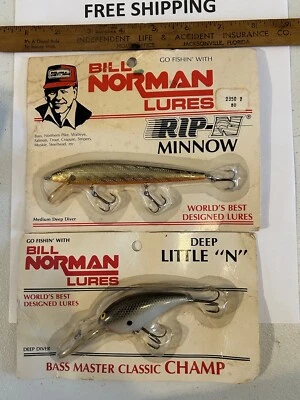 FREE SHIPPING
INDEPENDENCE LIFE & ACCIDENT INSURANCE CO.
JACKSONVILLE, FLORIDA
GO FISHIN' WITH
BILL
NORMAN
LURES
RIP-N
MINNOW
Medium Deep Diver
WORLD'S BEST
DESIGNED LURES
GO FISHIN' WITH
BILL
NORMAN
LURES
DEEP
LITTLE "N"
WORLD'S BEST
DESIGNED LURES
DEEP DIVER
BASS MASTER CLASSIC CHAMP